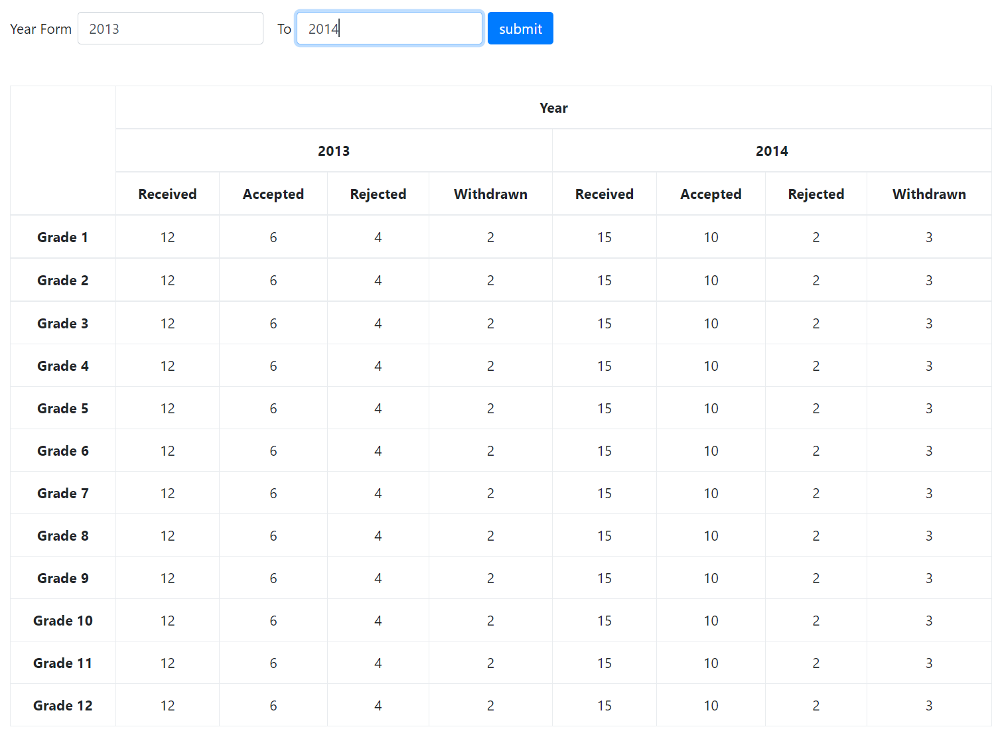 Year Form 2013 To 2014 submit
Year
2013 2014
Received Accepted Rejected Withdrawn Received Accepted Rejected Withdrawn
Grade 1 12 6 4 2 15 10 2 3
Grade 2 12 6 4 2 15 10 2 3
Grade 3 12 6 4 2 15 10 2 3
Grade 4 12 6 4 2 15 10 2 3
Grade 5 12 6 4 2 15 10 2 3
Grade 6 12 6 4 2 15 10 2 3
Grade 7 12 6 4 2 15 10 2 3
Grade 8 12 6 4 2 15 10 2 3
Grade 9 12 6 4 2 15 10 2 3
Grade 10 12 6 4 2 15 10 2 3
Grade 11 12 6 4 2 15 10 2 3
Grade 12 12 6 4 2 15 10 2 3